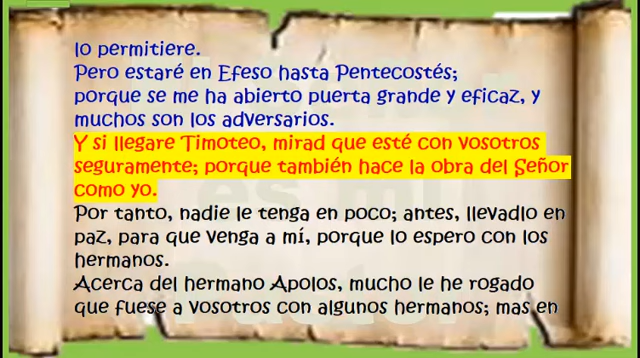 lo permitiere.
Pero estaré en Efeso hasta Pentecostés;
porque se me ha abierto puerta grande y eficaz, y
muchos son los adversarios.
Y si llegare Timoteo, mirad que esté con vosotros
seguramente; porque también hace la obra del Señor
como yo.
Por tanto, nadie le tenga en poco; antes, llevadlo en
paz, para que venga a mí, porque lo espero con los
hermanos.
Acerca del hermano Apolos, mucho le he rogado
que fuese a vosotros con algunos hermanos; mas en